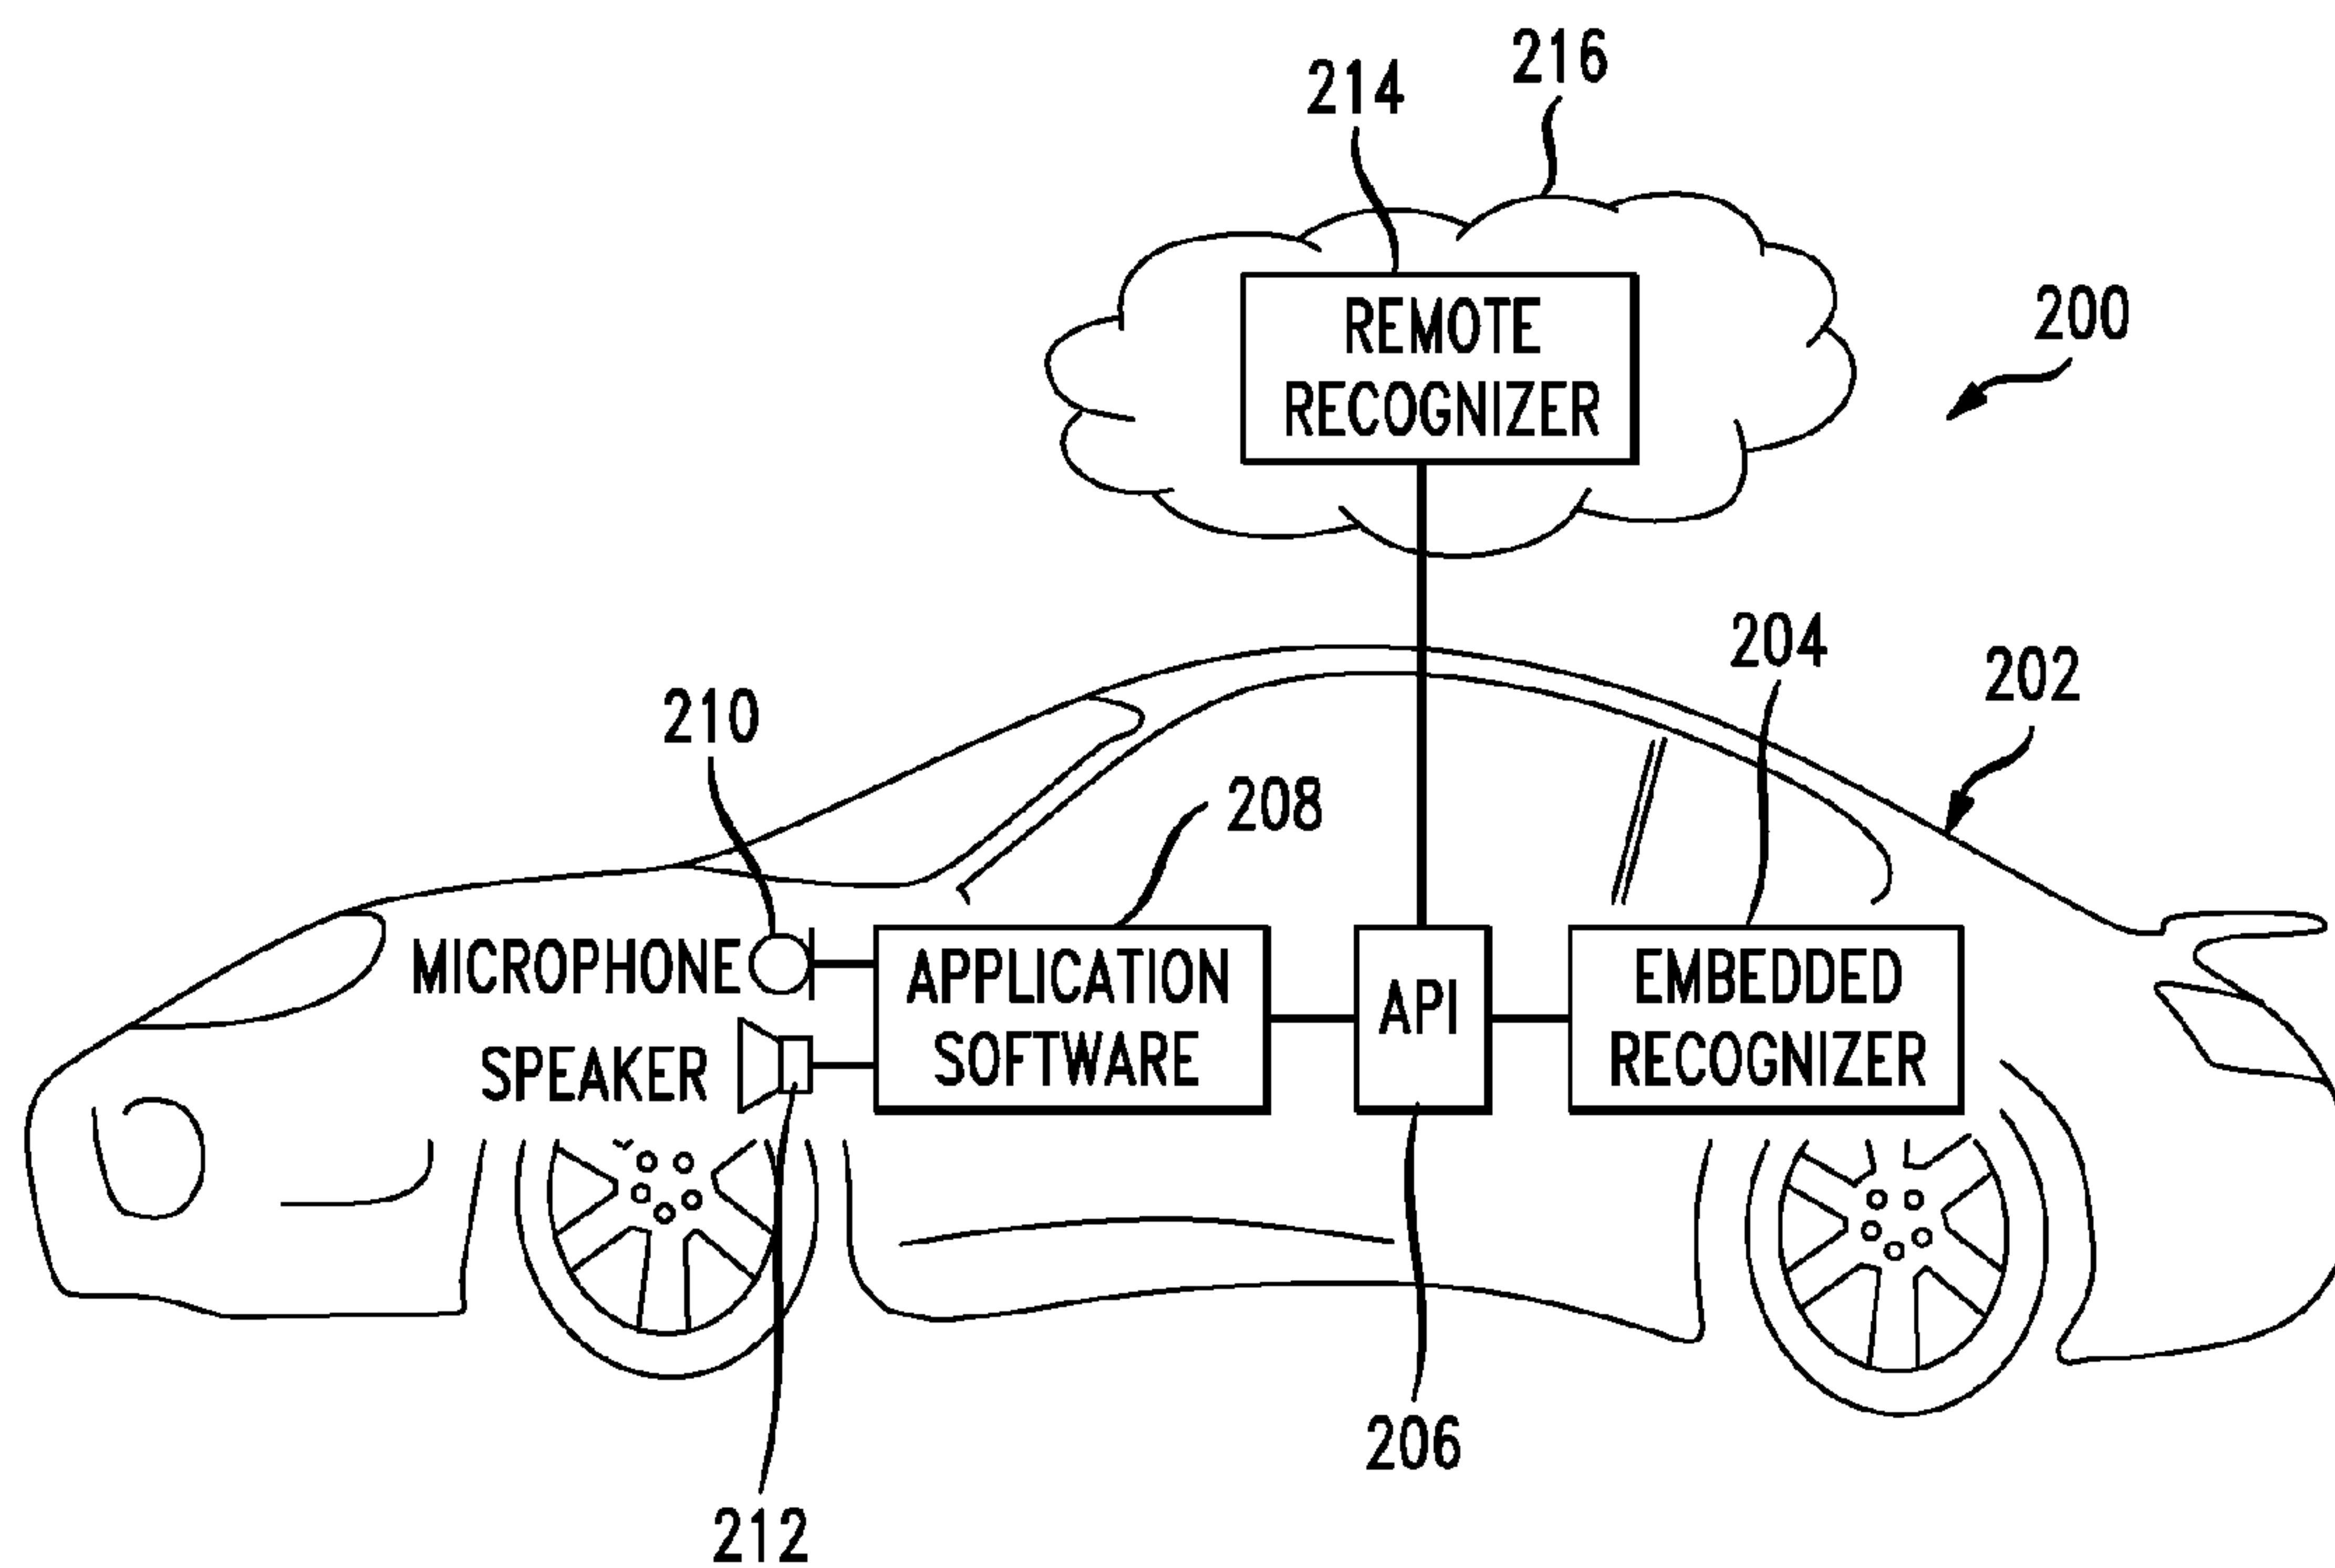 216
214
REMOTE
RECOGNIZER
200
204
202
210
208
MICROPHONE
SPEAKER
APPLICATION
SOFTWARE
API
EMBEDDED
RECOGNIZER
206
212